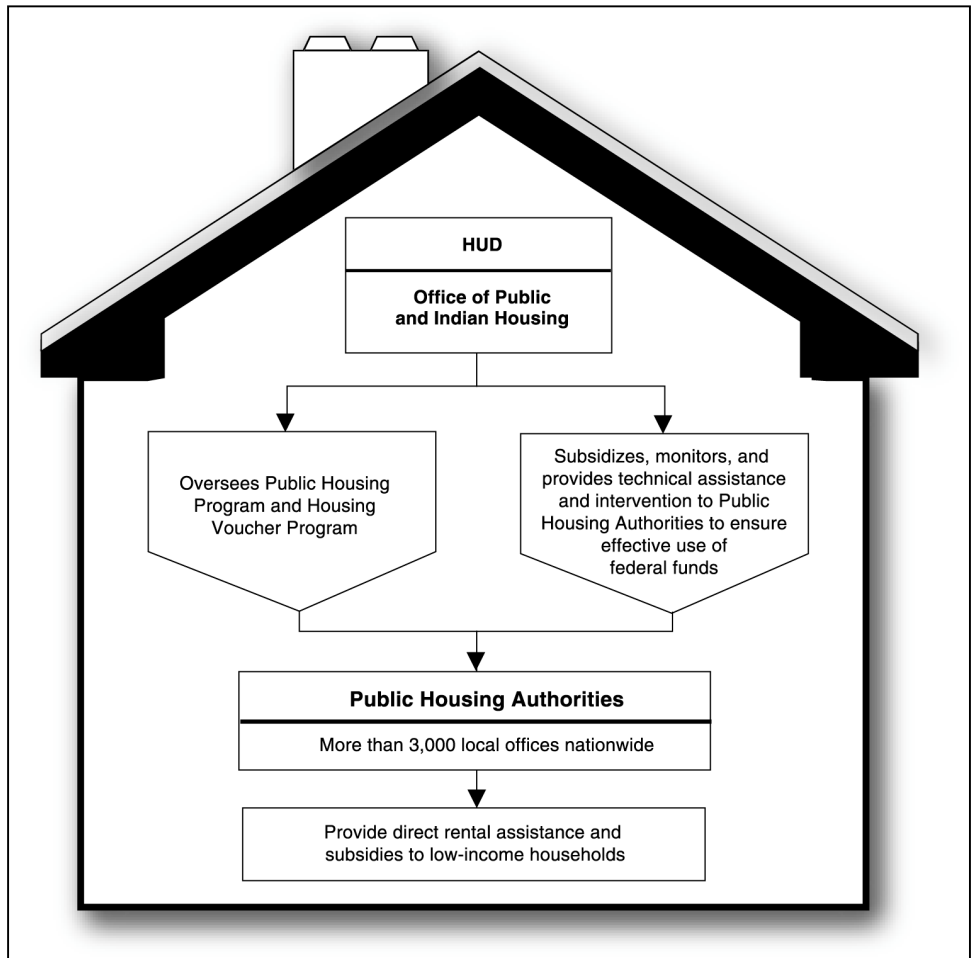 HUD
Office of Public
and Indian Housing
Oversees Public Housing
Program and Housing
Voucher Program
Subsidizes, monitors, and
provides technical assistance
and intervention to Public
Housing Authorities to ensure
effective use of
federal funds
Public Housing Authorities
More than 3,000 local offices nationwide
Provide direct rental assistance and
subsidies to low-income households